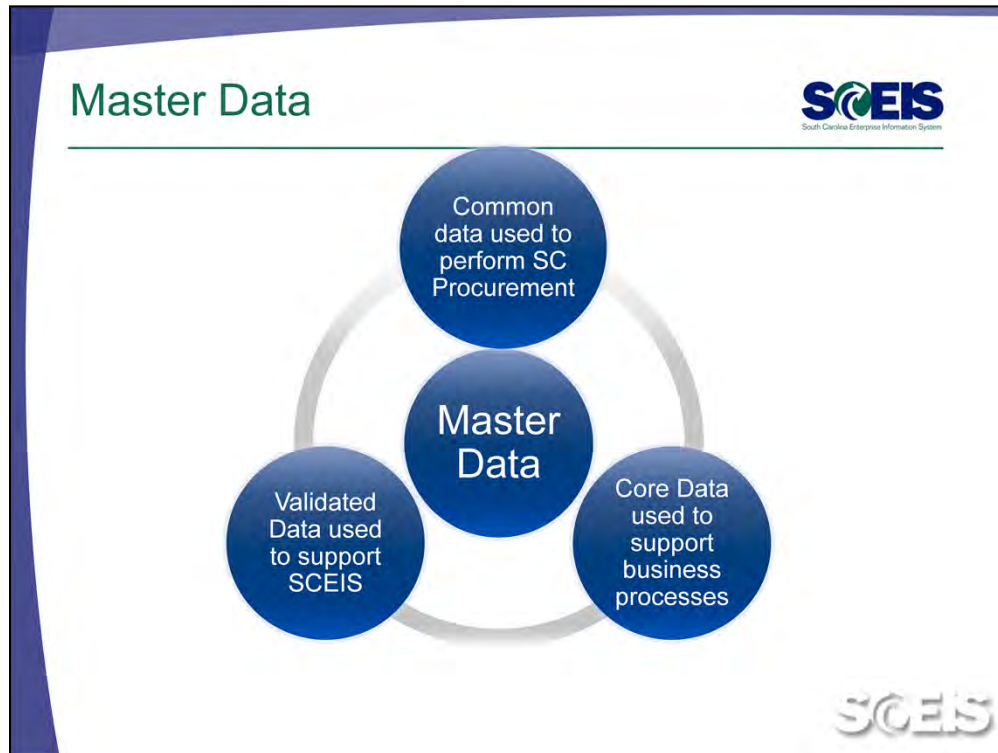 Master Data
SCEIS
South Carolina Enterprise Information System
Common
data used to
perform SC
Procurement
Master
Data
Validated
Data used
to support
SCEIS
Core Data
used to
support
business
processes
SCEIS